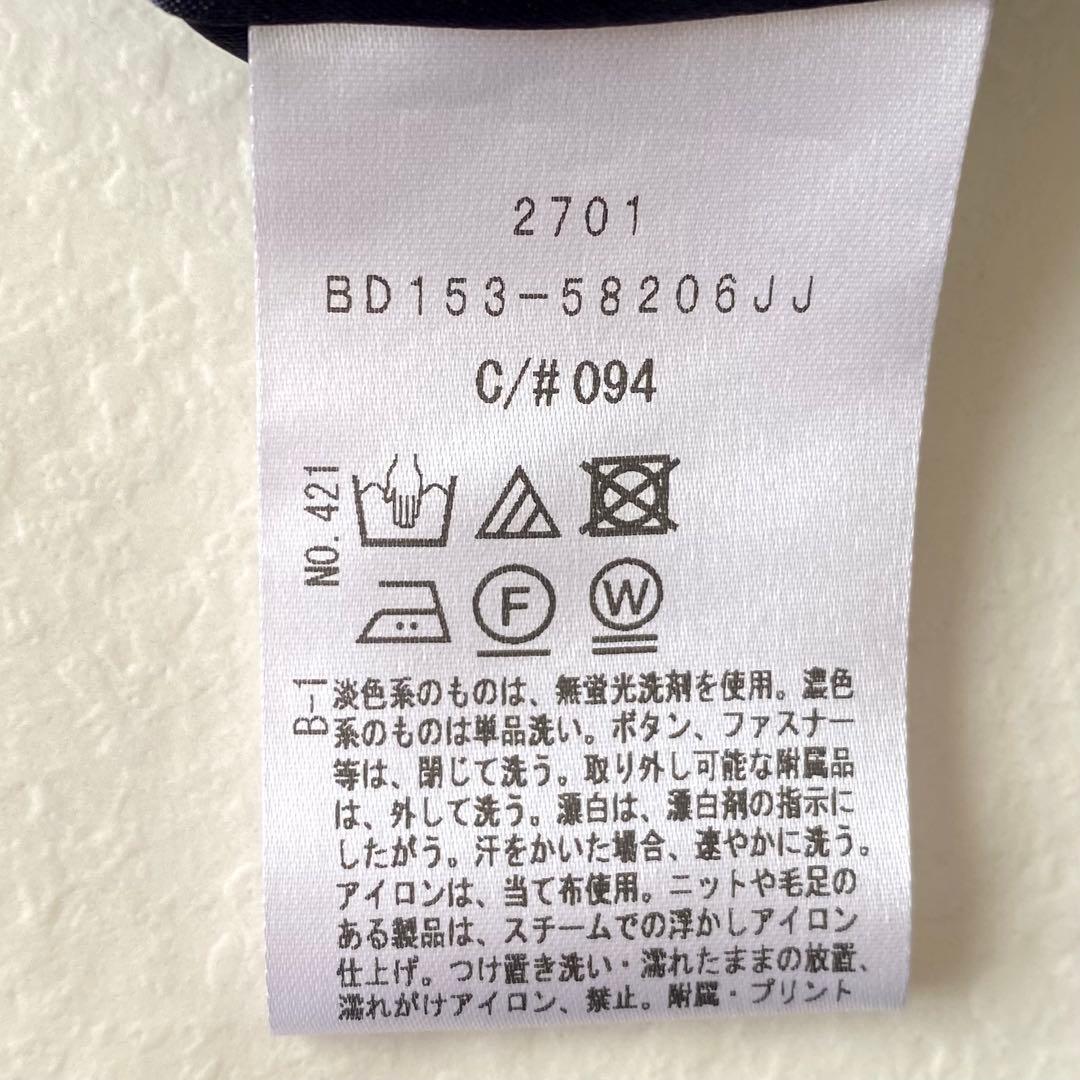 2701
BD153-58206JJ
C/#094
NO.421
F
W
B-1
淡色系のものは、無蛍光洗剤を使用。濃色
系のものは単品洗い。ボタン、ファスナー
等は、閉じて洗う。取り外し可能な附属品
は、外して洗う。漂白は、漂白剤の指示に
したがう。汗をかいた場合、速やかに洗う。
アイロンは、当て布使用。ニットや毛足の
ある製品は、スチームでの浮かしアイロン
仕上げ。つけ置き洗い・濡れたままの放置、
濡れがけアイロン、禁止。附属・プリント